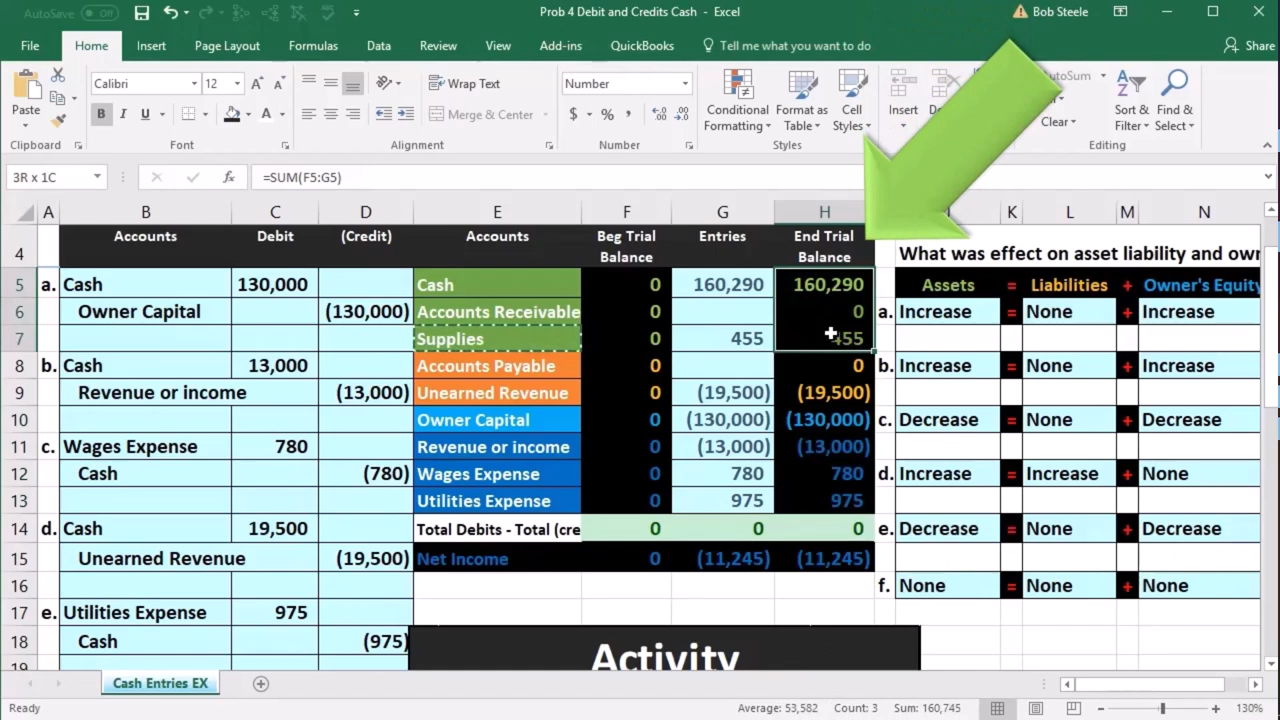 AutoSave Off Prob 4 Debit and Credits Cash - Excel Bob Steele
File Home Insert Page Layout Formulas Data Review View Add-ins QuickBooks Tell me what you want to do Share
Paste Calibri 12 Wrap Text Number Conditional Format as Cell Insert AutoSum Sort & Find &
B I U Merge & Center $ % , Formatting Table Styles Clear Filter Select
Clipboard Font Alignment Number Styles Editing
3R x 1C fx =SUM(F5:G5)
A B C D E F G H K L M N
4 Accounts Debit (Credit) Accounts Beg Trial Balance Entries End Trial Balance What was effect on asset liability and owr
5 a. Cash 130,000 Cash 0 160,290 160,290 Assets = Liabilities + Owner's Equity
6 Owner Capital (130,000) Accounts Receivable 0 0 a. Increase = None + Increase
7 Supplies 0 455 455
8 b. Cash 13,000 Accounts Payable 0 0 b. Increase = None + Increase
9 Revenue or income (13,000) Unearned Revenue 0 (19,500) (19,500)
10 Owner Capital 0 (130,000) (130,000) c. Decrease = None + Decrease
11 c. Wages Expense 780 Revenue or income 0 (13,000) (13,000)
12 Cash (780) Wages Expense 0 780 780 d. Increase = Increase + None
13 Utilities Expense 0 975 975
14 d. Cash 19,500 Total Debits - Total (cre 0 0 0 e. Decrease = None + Decrease
15 Unearned Revenue (19,500) Net Income 0 (11,245) (11,245)
16 f. None = None + None
17 e. Utilities Expense 975
18 Cash (975) Activity
19
Cash Entries EX
Ready Average: 53,582 Count: 3 Sum: 160,745 130%